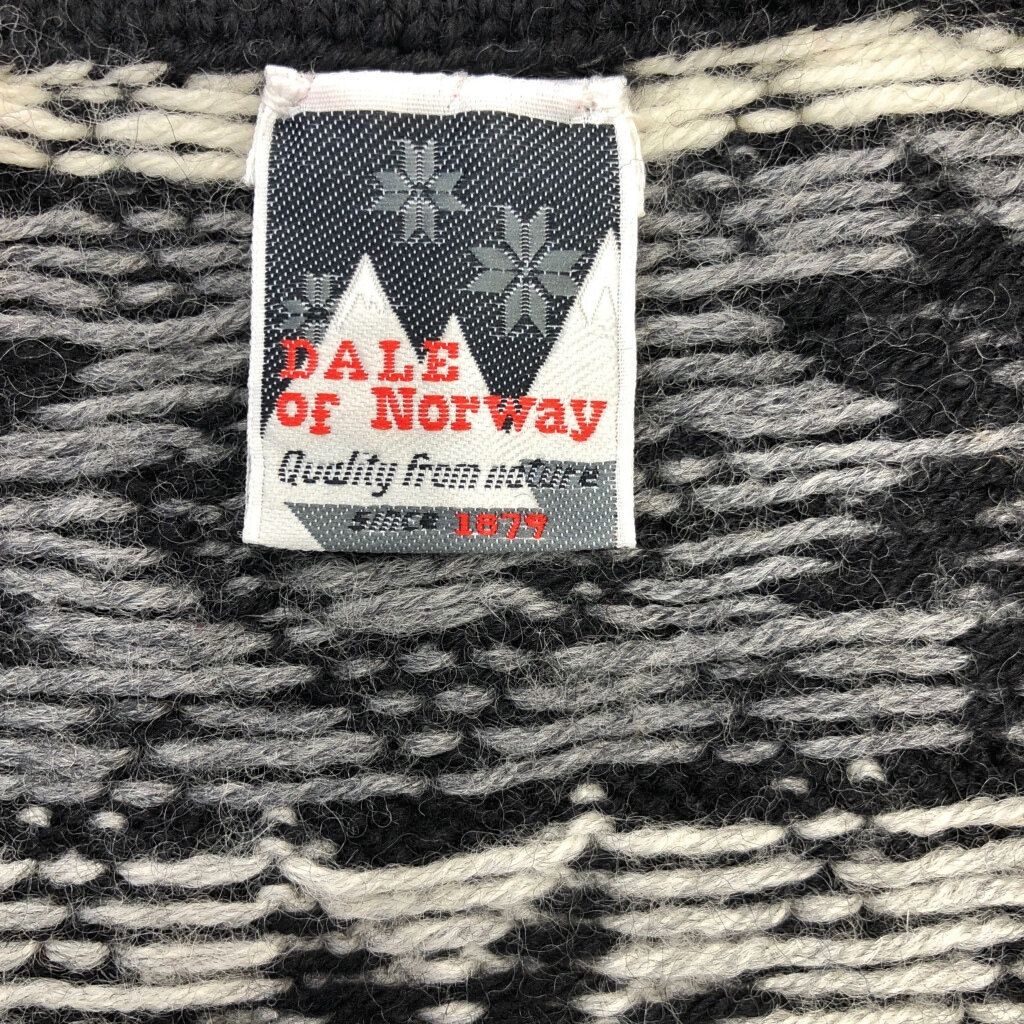 DALE
of Norway
Quality from nature
since 1879